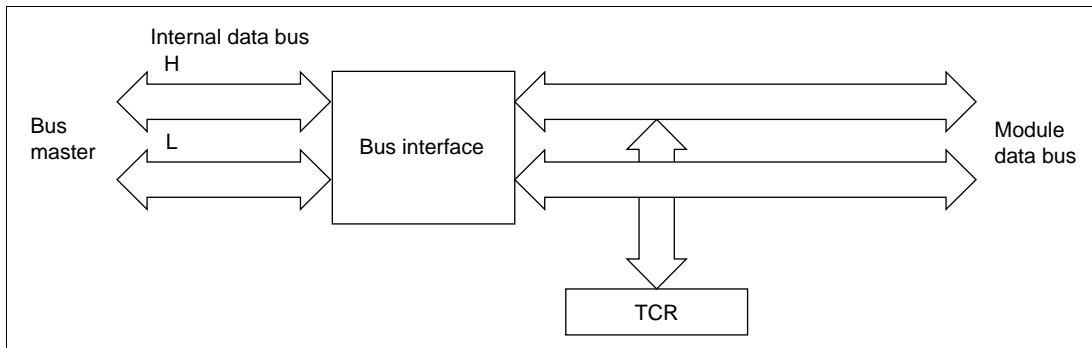 Internal data bus
H
Bus
master
L
Bus interface
Module
data bus
TCR